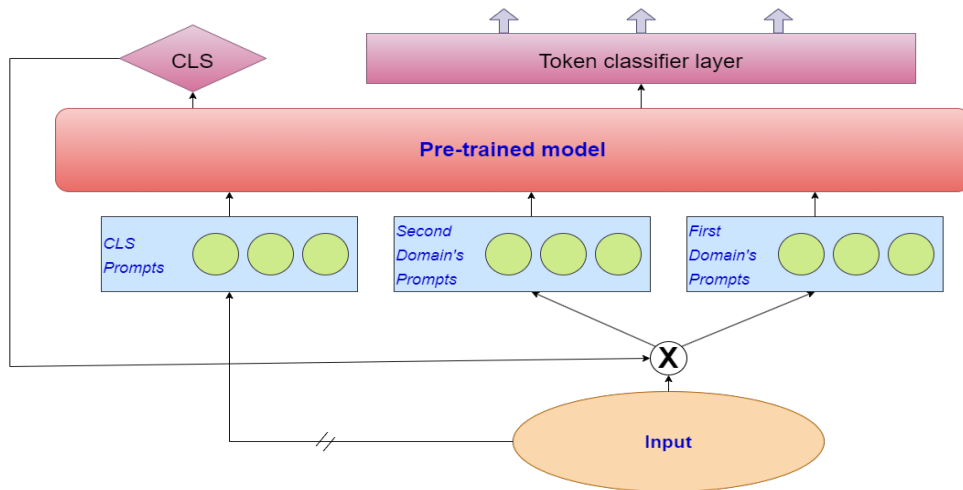 CLS
Token classifier layer
Pre-trained model
CLS
Prompts
Second
Domain's
Prompts
First
Domain's
Prompts
X
Input